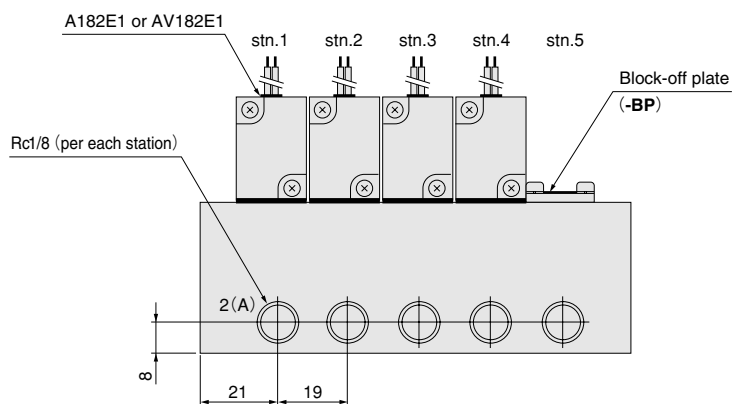 A182E1 or AV182E1
stn.1 stn.2 stn.3 stn.4 stn.5
Block-off plate
(-BP)
Rc1/8 (per each station)
2(A)
8
21 19